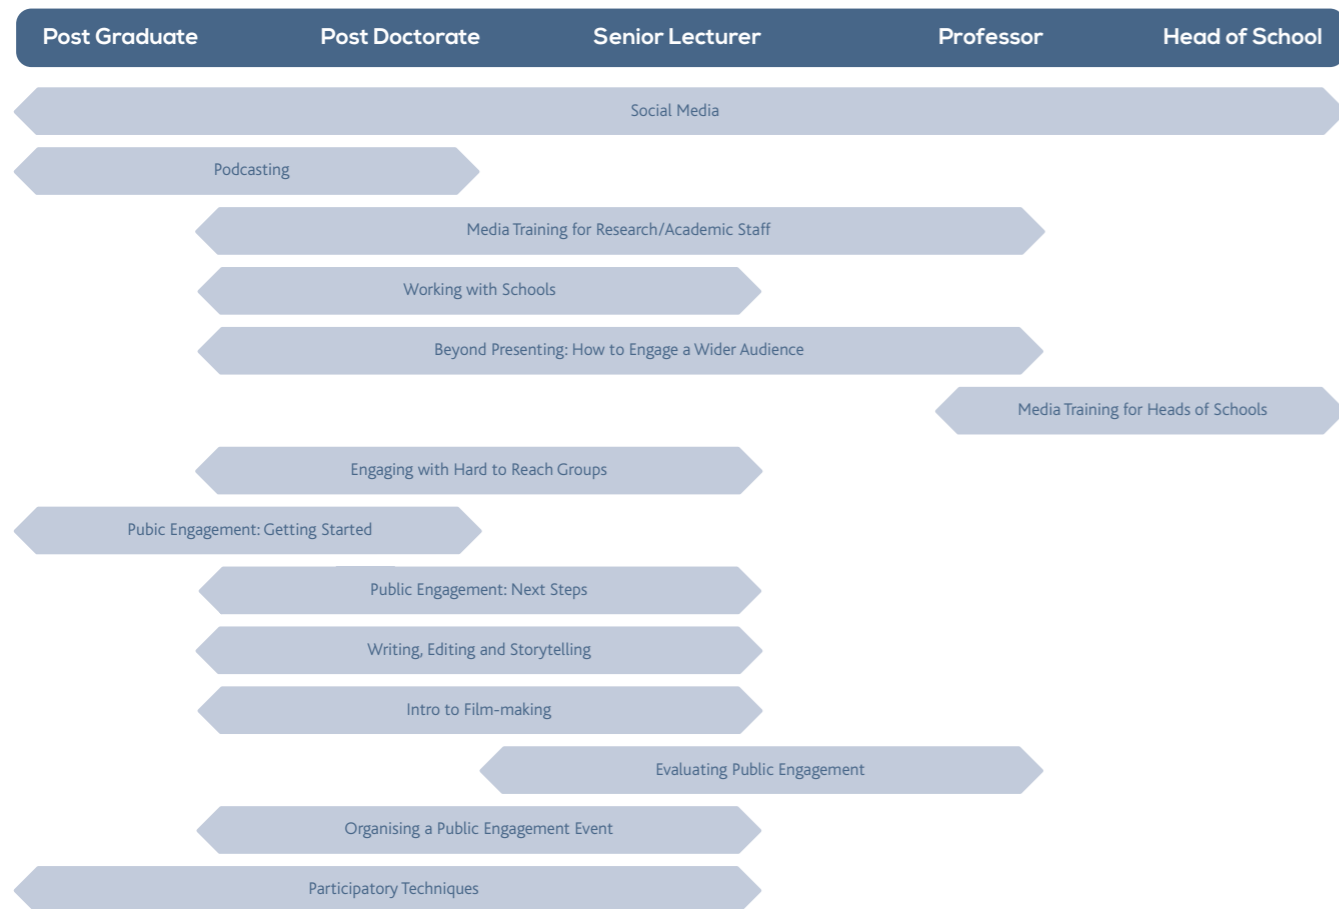 Post Graduate Post Doctorate Senior Lecturer Professor Head of School
Social Media
Podcasting
Media Training for Research/Academic Staff
Working with Schools
Beyond Presenting: How to Engage a Wider Audience
Media Training for Heads of Schools
Engaging with Hard to Reach Groups
Pubic Engagement: Getting Started
Public Engagement: Next Steps
Writing, Editing and Storytelling
Intro to Film-making
Evaluating Public Engagement
Organising a Public Engagement Event
Participatory Techniques